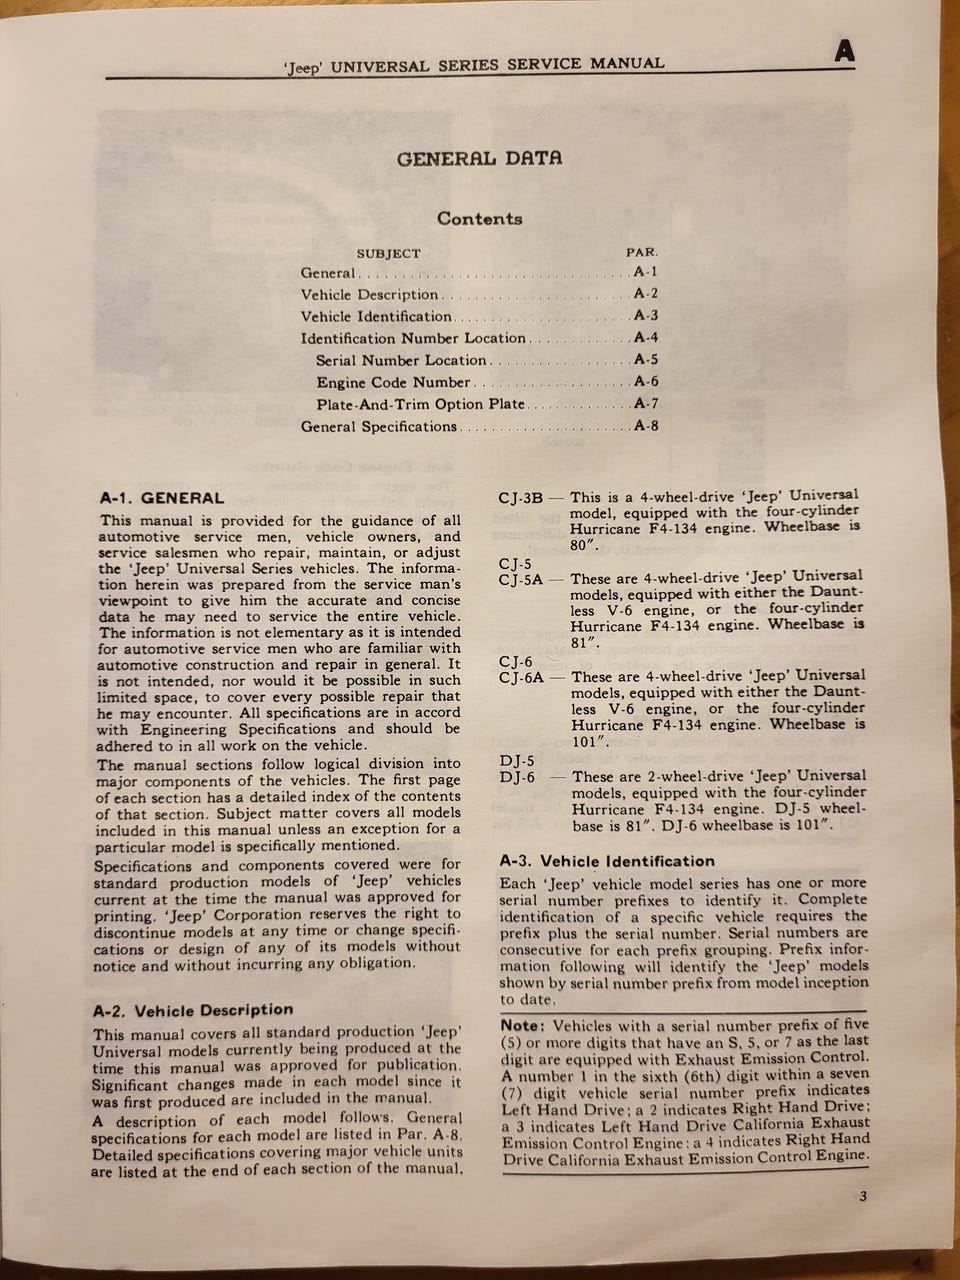 'Jeep' UNIVERSAL SERIES SERVICE MANUAL
A
GENERAL DATA
Contents
SUBJECT PAR.
General. . . . . . . . . . . . . . . . . . . . . . . . . . . . A-1
Vehicle Description. . . . . . . . . . . . . . . . . . . . . . A-2
Vehicle Identification. . . . . . . . . . . . . . . . . . . . A-3
Identification Number Location. . . . . . . . . . . . A-4
Serial Number Location. . . . . . . . . . . . . . . . A-5
Engine Code Number. . . . . . . . . . . . . . . . . . A-6
Plate-And-Trim Option Plate. . . . . . . . . . . . A-7
General Specifications. . . . . . . . . . . . . . . . . . . A-8
A-1. GENERAL
This manual is provided for the guidance of all
automotive service men, vehicle owners, and
service salesmen who repair, maintain, or adjust
the 'Jeep' Universal Series vehicles. The informa-
tion herein was prepared from the service man's
viewpoint to give him the accurate and concise
data he may need to service the entire vehicle.
The information is not elementary as it is intended
for automotive service men who are familiar with
automotive construction and repair in general. It
is not intended, nor would it be possible in such
limited space, to cover every possible repair that
he may encounter. All specifications are in accord
with Engineering Specifications and should be
adhered to in all work on the vehicle.
The manual sections follow logical division into
major components of the vehicles. The first page
of each section has a detailed index of the contents
of that section. Subject matter covers all models
included in this manual unless an exception for a
particular model is specifically mentioned.
Specifications and components covered were for
standard production models of 'Jeep' vehicles
current at the time the manual was approved for
printing. 'Jeep' Corporation reserves the right to
discontinue models at any time or change specifi-
cations or design of any of its models without
notice and without incurring any obligation.
A-2. Vehicle Description
This manual covers all standard production 'Jeep'
Universal models currently being produced at the
time this manual was approved for publication.
Significant changes made in each model since it
was first produced are included in the manual.
A description of each model follows. General
specifications for each model are listed in Par. A-8.
Detailed specifications covering major vehicle units
are listed at the end of each section of the manual.
CJ-3B — This is a 4-wheel-drive 'Jeep' Universal
model, equipped with the four-cylinder
Hurricane F4-134 engine. Wheelbase is
80″.
CJ-5
CJ-5A — These are 4-wheel-drive 'Jeep' Universal
models, equipped with either the Daunt-
less V-6 engine, or the four-cylinder
Hurricane F4-134 engine. Wheelbase is
81″.
CJ-6
CJ-6A — These are 4-wheel-drive 'Jeep' Universal
models, equipped with either the Daunt-
less V-6 engine, or the four-cylinder
Hurricane F4-134 engine. Wheelbase is
101″.
DJ-5
DJ-6 — These are 2-wheel-drive 'Jeep' Universal
models, equipped with the four-cylinder
Hurricane F4-134 engine. DJ-5 wheel-
base is 81″. DJ-6 wheelbase is 101″.
A-3. Vehicle Identification
Each 'Jeep' vehicle model series has one or more
serial number prefixes to identify it. Complete
identification of a specific vehicle requires the
prefix plus the serial number. Serial numbers are
consecutive for each prefix grouping. Prefix infor-
mation following will identify the 'Jeep' models
shown by serial number prefix from model inception
to date.
Note: Vehicles with a serial number prefix of five
(5) or more digits that have an S, 5, or 7 as the last
digit are equipped with Exhaust Emission Control.
A number 1 in the sixth (6th) digit within a seven
(7) digit vehicle serial number prefix indicates
Left Hand Drive; a 2 indicates Right Hand Drive;
a 3 indicates Left Hand Drive California Exhaust
Emission Control Engine; a 4 indicates Right Hand
Drive California Exhaust Emission Control Engine.
3